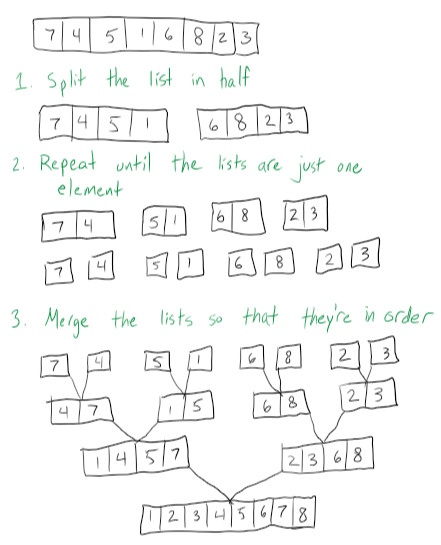 7 4 5 1 6 8 2 3
1. Split the list in half
7 4 5 1 6 8 2 3
2. Repeat until the lists are just one
element
7 4 5 1 6 8 2 3
7 4 5 1 6 8 2 3
3. Merge the lists so that they're in order
7 4 5 1 6 8 2 3
4 7 1 5 6 8 2 3
1 4 5 7 2 3 6 8
1 2 3 4 5 6 7 8